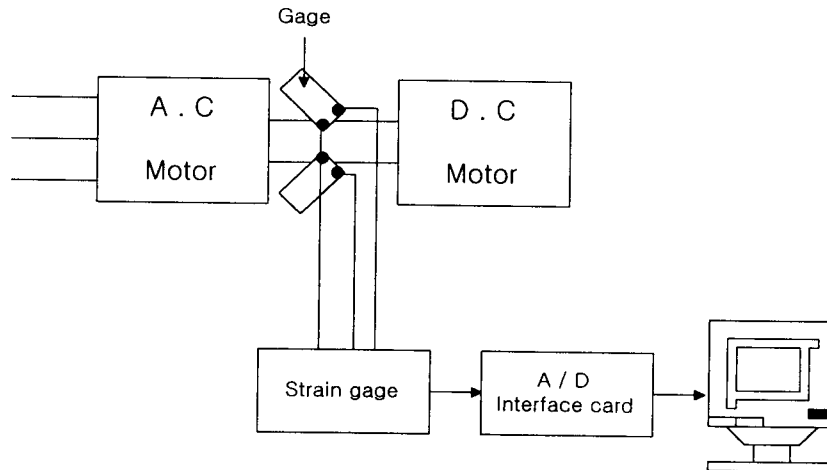 Gage
A . C
Motor
D . C
Motor
Strain gage
A / D
Interface card